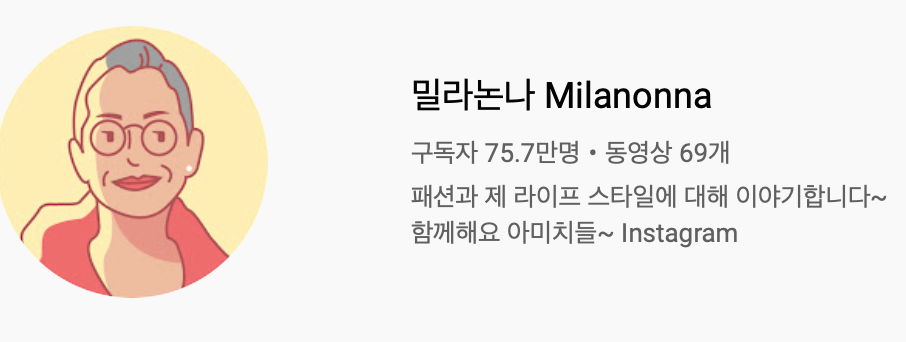 밀라논나 Milanonna
구독자 75.7만명 • 동영상 69개
패션과 제 라이프 스타일에 대해 이야기합니다~
함께해요 아미치들~ Instagram